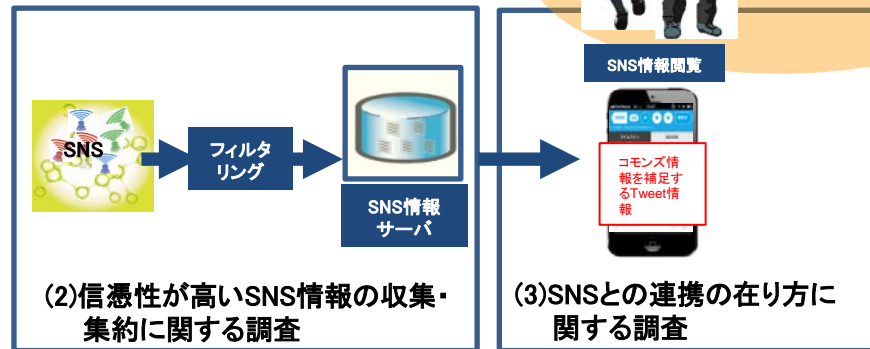 SNS情報閲覧
SNS
フィルタ
リング
SNS情報
サーバ
コモンズ情
報を補足す
るTweet情
報
(2)信憑性が高いSNS情報の収集・
集約に関する調査
(3)SNSとの連携の在り方に
関する調査